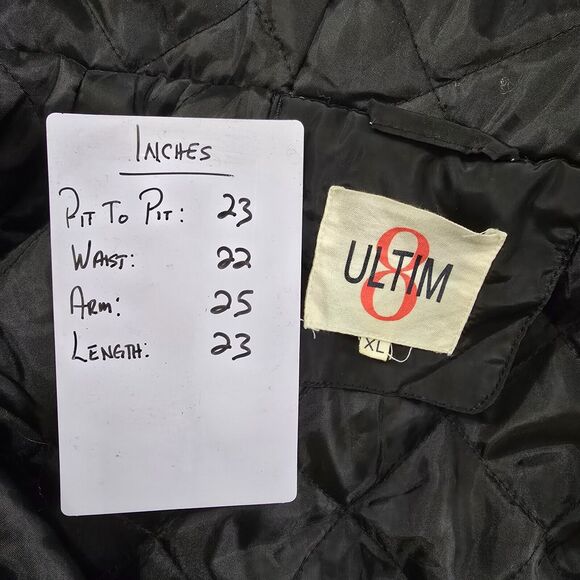 INCHES
PIT TO PIT: 23
WAIST: 22
ARM: 25
LENGTH: 23
8
ULTIM
XL